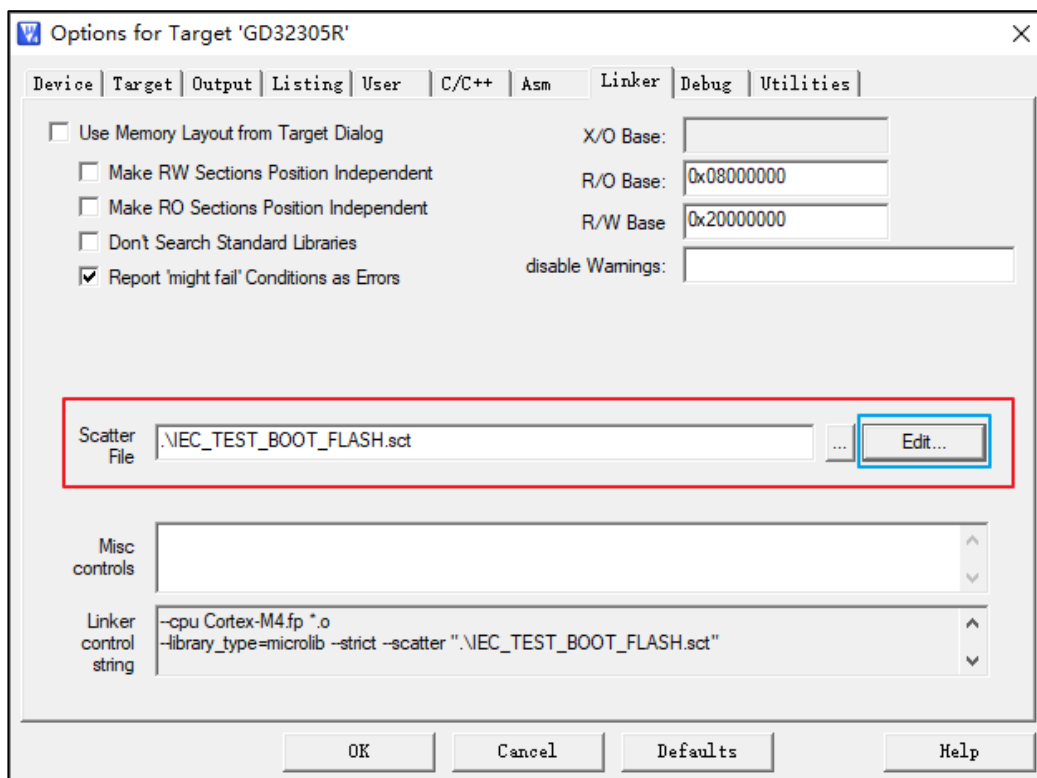 Options for Target 'GD32305R'
Device Target Output Listing User C/C++ Asm Linker Debug Utilities
Use Memory Layout from Target Dialog
Make RW Sections Position Independent
Make RO Sections Position Independent
Don't Search Standard Libraries
Report 'might fail' Conditions as Errors
X/O Base:
R/O Base: 0x08000000
R/W Base 0x20000000
disable Warnings:
Scatter
File
.\IEC_TEST_BOOT_FLASH.sct
... Edit...
Misc
controls
Linker
control
string
--cpu Cortex-M4.fp *.o
--library_type=microlib --strict --scatter ".\IEC_TEST_BOOT_FLASH.sct"
OK Cancel Defaults Help